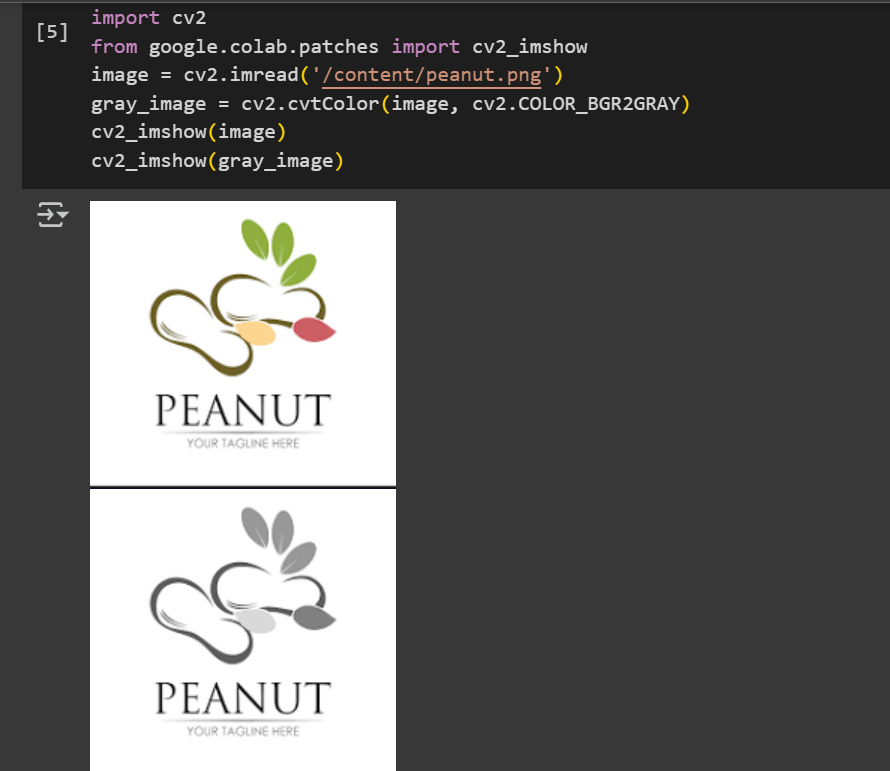 [5]
import cv2
from google.colab.patches import cv2_imshow
image = cv2.imread('/content/peanut.png')
gray_image = cv2.cvtColor(image, cv2.COLOR_BGR2GRAY)
cv2_imshow(image)
cv2_imshow(gray_image)
PEANUT
YOUR TAGLINE HERE
PEANUT
YOUR TAGLINE HERE